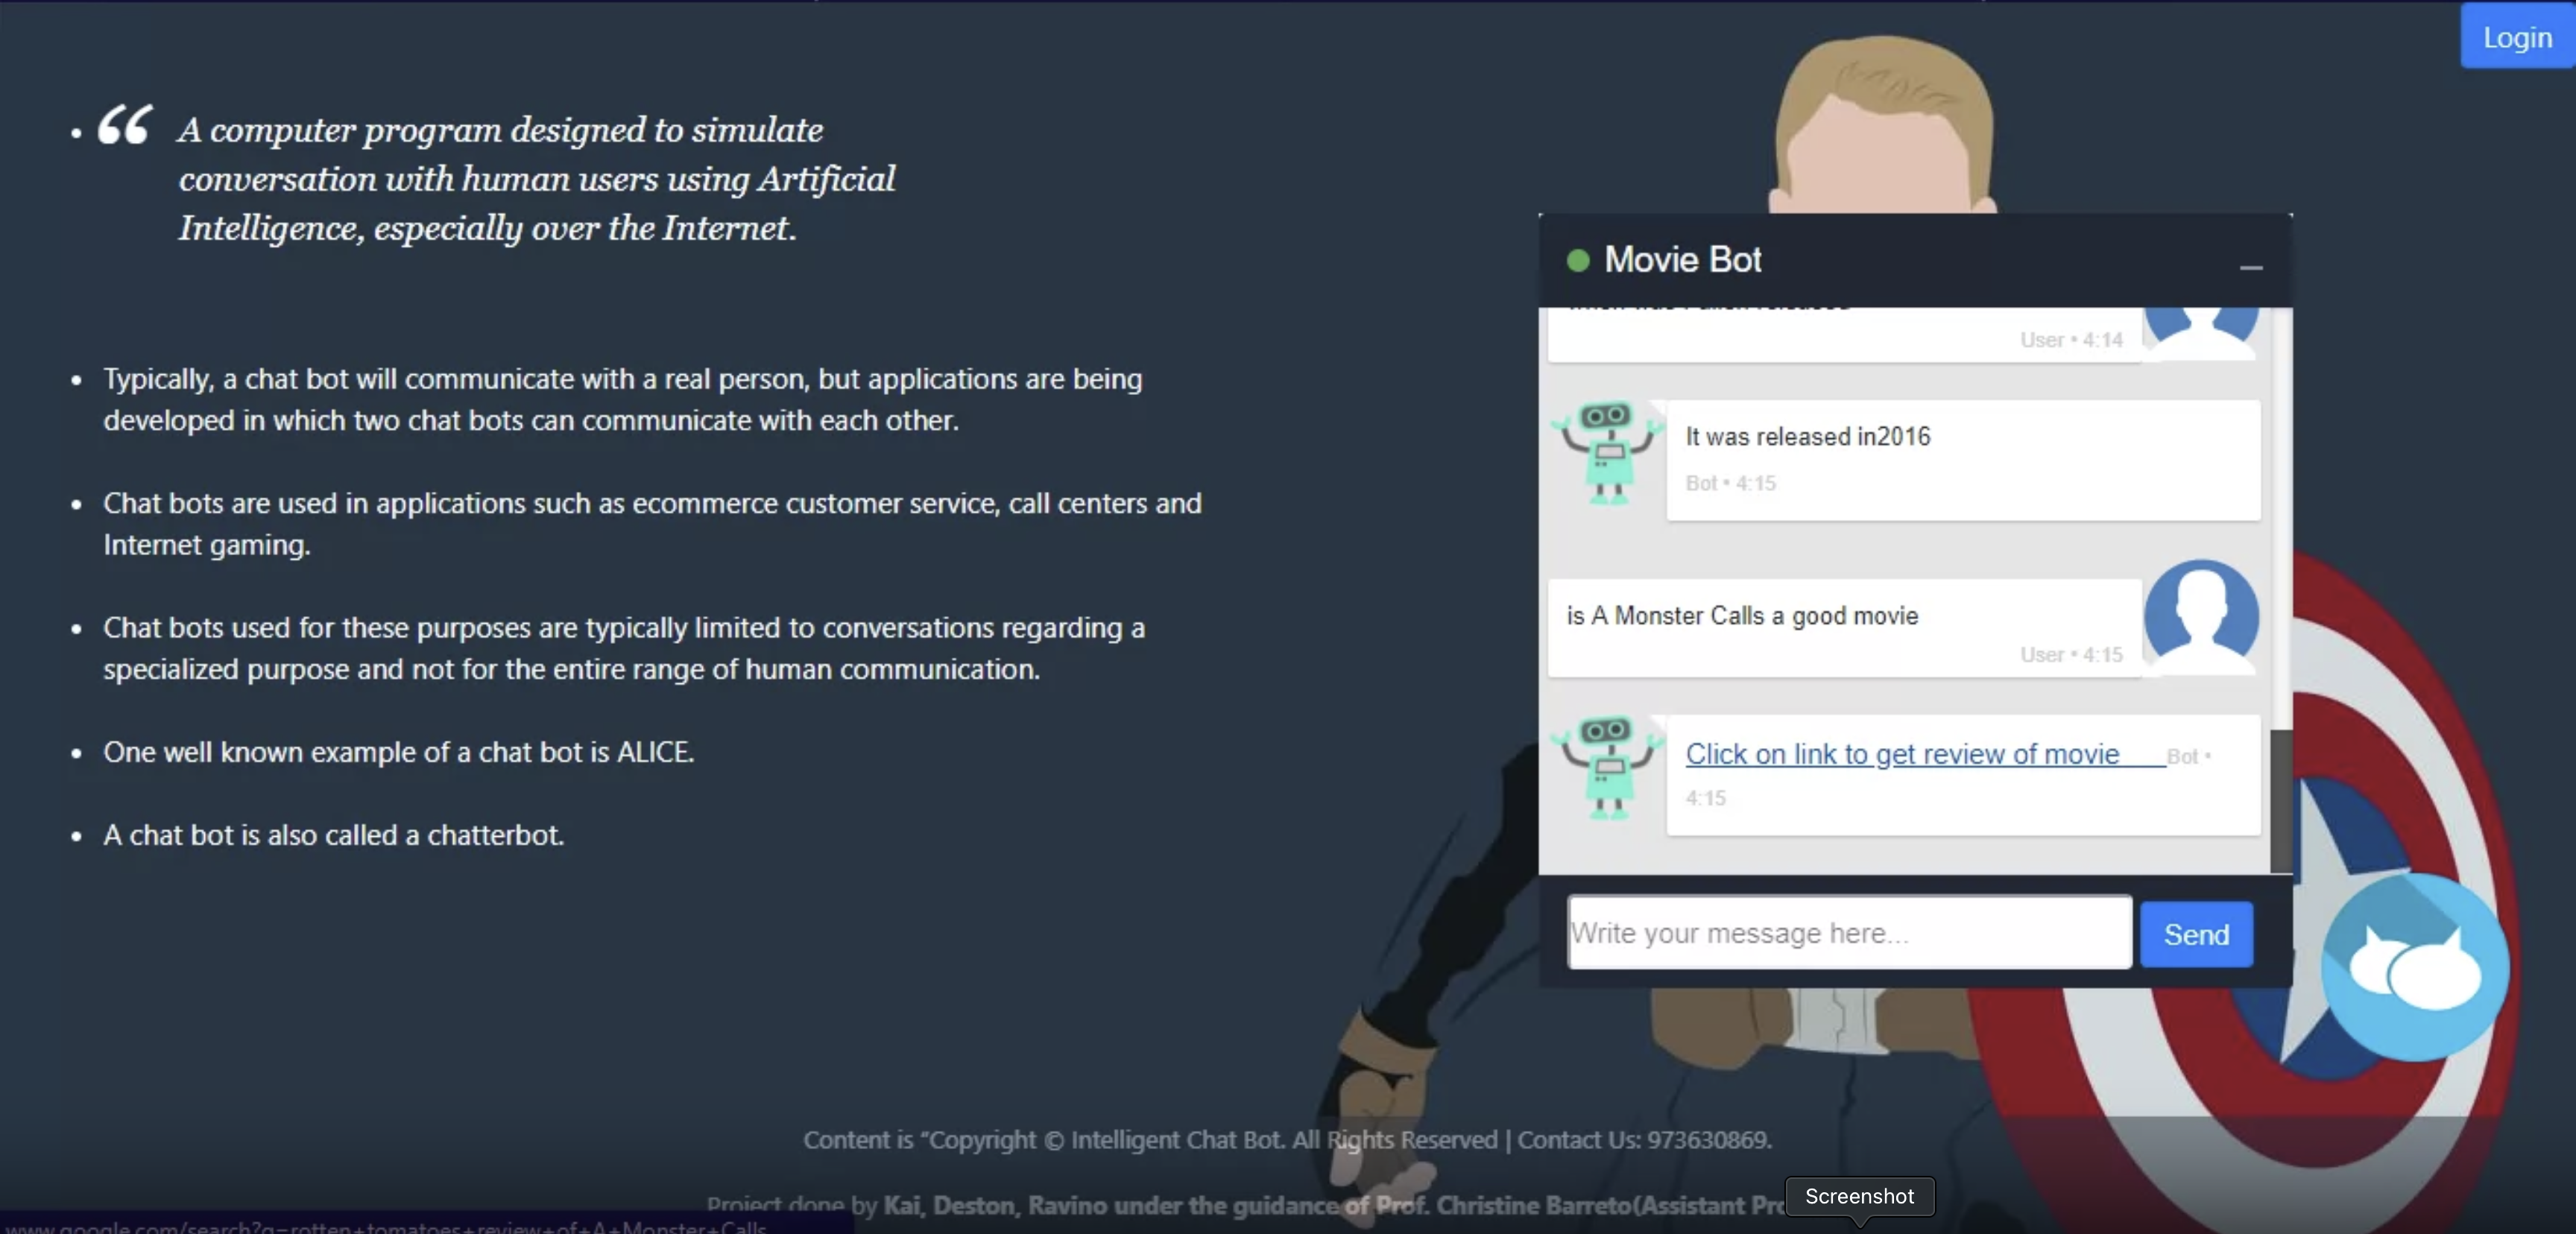 Login
“ A computer program designed to simulate
conversation with human users using Artificial
Intelligence, especially over the Internet.
• Typically, a chat bot will communicate with a real person, but applications are being
developed in which two chat bots can communicate with each other.
• Chat bots are used in applications such as ecommerce customer service, call centers and
Internet gaming.
• Chat bots used for these purposes are typically limited to conversations regarding a
specialized purpose and not for the entire range of human communication.
• One well known example of a chat bot is ALICE.
• A chat bot is also called a chatterbot.
Movie Bot
User • 4:14
It was released in2016
Bot • 4:15
is A Monster Calls a good movie
User • 4:15
Click on link to get review of movie Bot •
4:15
Write your message here...
Send
Content is “Copyright © Intelligent Chat Bot. All Rights Reserved | Contact Us: 973630869.
Project done by Kai, Deston, Ravino under the guidance of Prof. Christine Barreto(Assistant Pro
Screenshot
www.google.com/search?q=rotten+tomatoes+review+of+A+Monster+Calls